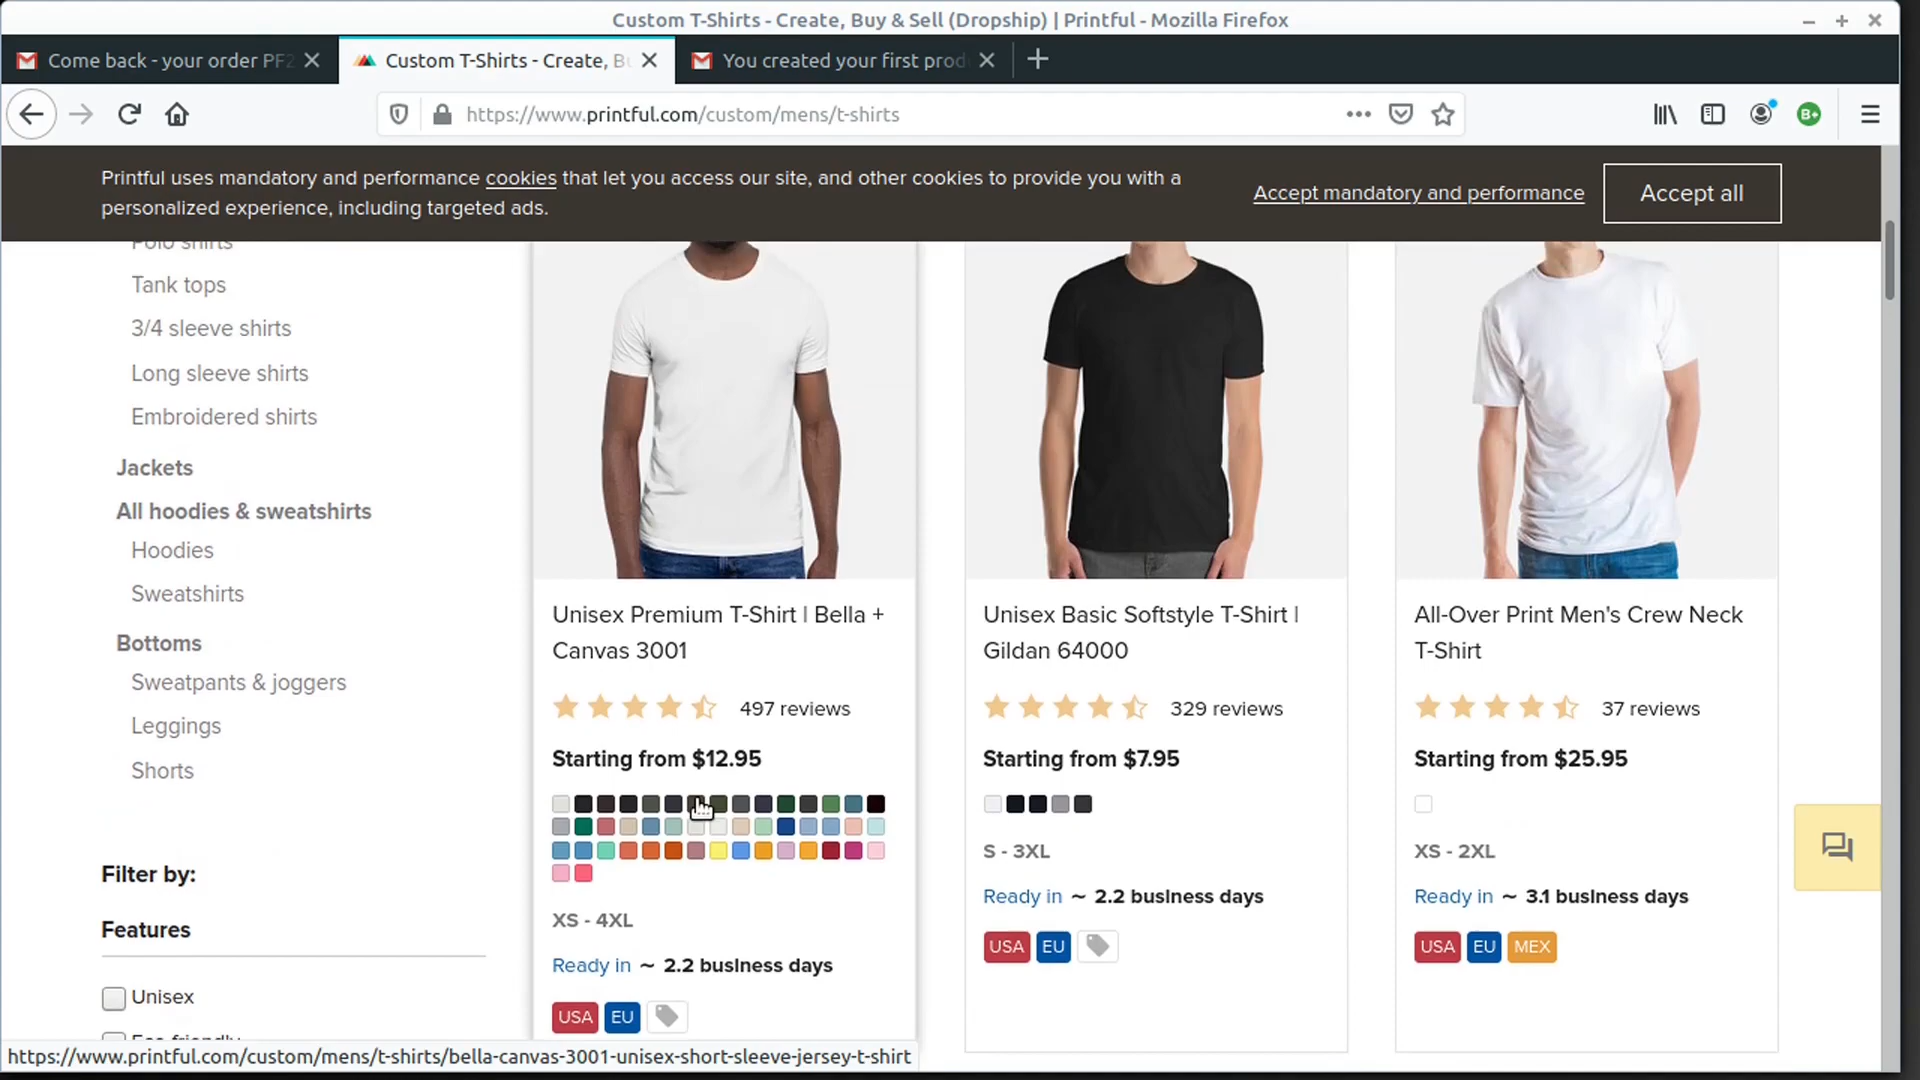 Custom T-Shirts - Create, Buy & Sell (Dropship) | Printful - Mozilla Firefox
Come back - your order PF2
Custom T-Shirts - Create, Bu
You created your first prod
https://www.printful.com/custom/mens/t-shirts
B+
Printful uses mandatory and performance cookies that let you access our site, and other cookies to provide you with a
personalized experience, including targeted ads.
Accept mandatory and performance
Accept all
Polo shirts
Tank tops
3/4 sleeve shirts
Long sleeve shirts
Embroidered shirts
Jackets
All hoodies & sweatshirts
Hoodies
Sweatshirts
Bottoms
Sweatpants & joggers
Leggings
Shorts
Filter by:
Features
Unisex
Eco-friendly
Unisex Premium T-Shirt | Bella +
Canvas 3001
497 reviews
Starting from $12.95
XS - 4XL
Ready in ~ 2.2 business days
USA EU
Unisex Basic Softstyle T-Shirt |
Gildan 64000
329 reviews
Starting from $7.95
S - 3XL
Ready in ~ 2.2 business days
USA EU
All-Over Print Men's Crew Neck
T-Shirt
37 reviews
Starting from $25.95
XS - 2XL
Ready in ~ 3.1 business days
USA EU MEX
https://www.printful.com/custom/mens/t-shirts/bella-canvas-3001-unisex-short-sleeve-jersey-t-shirt